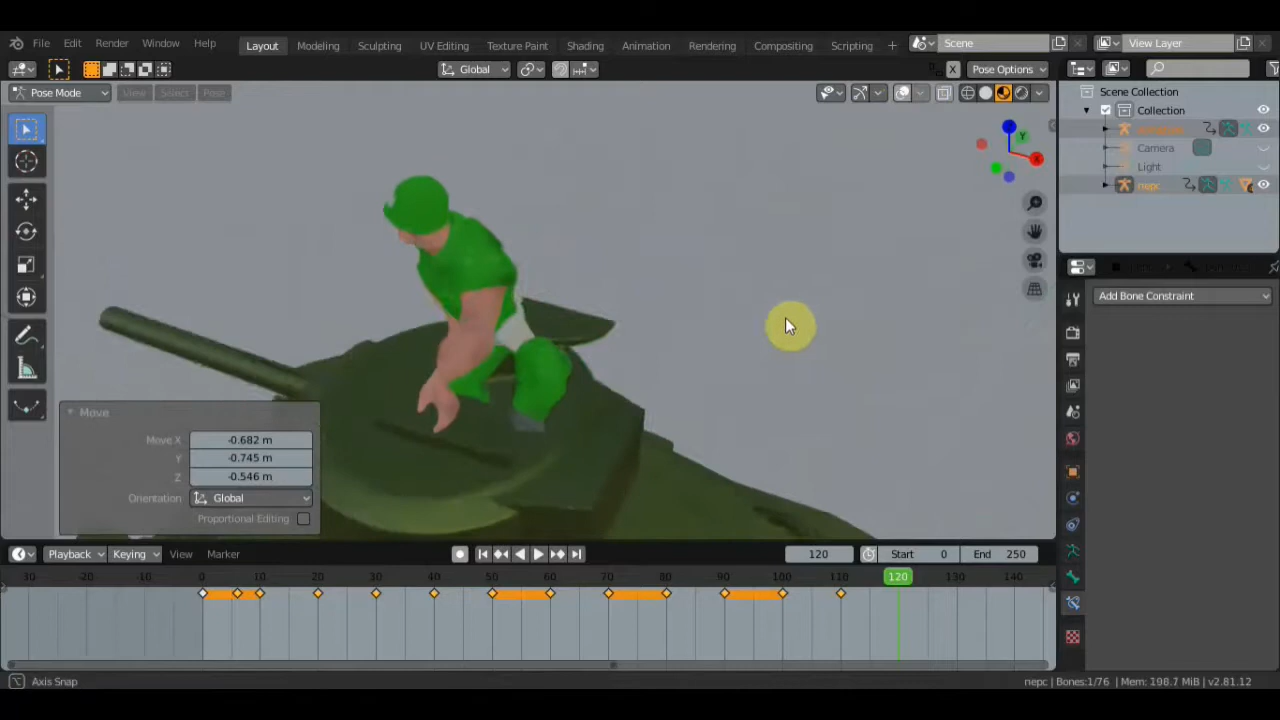 File Edit Render Window Help Layout Modeling Sculpting UV Editing Texture Paint Shading Animation Rendering Compositing Scripting + Scene View Layer
Global X Pose Options
Pose Mode View Select Pose
Scene Collection
Collection
Camera
Light
nepc
Y
X
Add Bone Constraint
Move
Move X -0.682 m
Y -0.745 m
Z -0.546 m
Orientation Global
Proportional Editing
Playback Keying View Marker 120 Start 0 End 250
30 -20 -10 0 10 20 30 40 50 60 70 80 90 100 110 120 130 140
Axis Snap nepc | Bones:1/76 | Mem: 198.7 MiB | v2.81.12